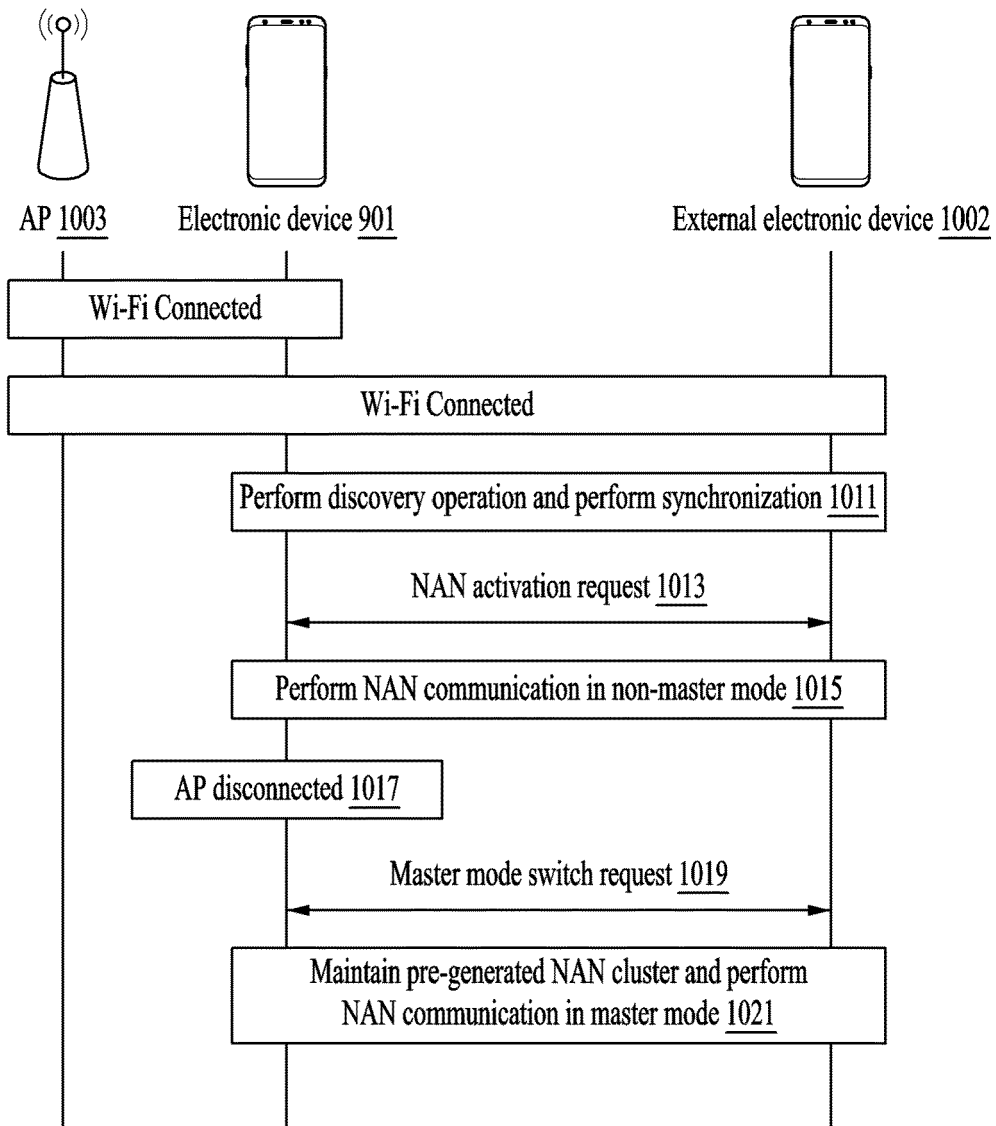 AP 1003
Electronic device 901
External electronic device 1002
Wi-Fi Connected
Wi-Fi Connected
Perform discovery operation and perform synchronization 1011
NAN activation request 1013
Perform NAN communication in non-master mode 1015
AP disconnected 1017
Master mode switch request 1019
Maintain pre-generated NAN cluster and perform
NAN communication in master mode 1021